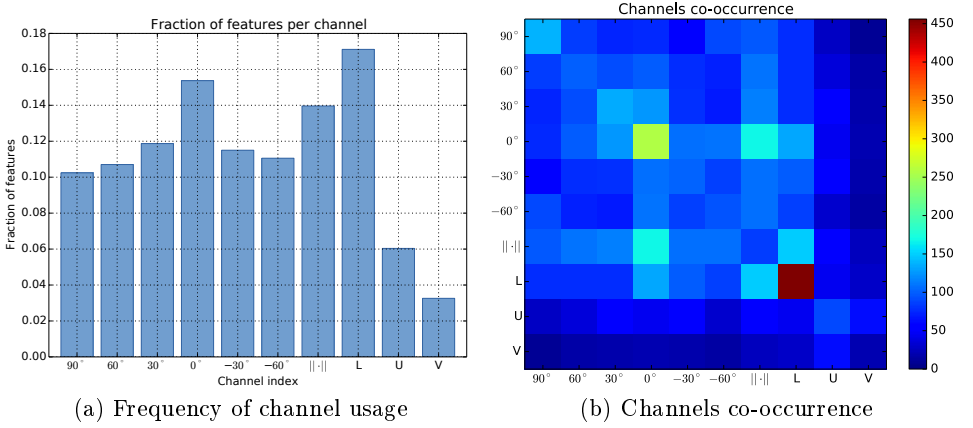 Fraction of features per channel
Fraction of features
0.18
0.16
0.14
0.12
0.10
0.08
0.06
0.04
0.02
0.00
90° 60° 30° 0° −30° −60° ||·|| L U V
Channel index
(a) Frequency of channel usage
Channels co-occurrence
90°
60°
30°
0°
−30°
−60°
||·||
L
U
V
90° 60° 30° 0° −30° −60° ||·|| L U V
450
400
350
300
250
200
150
100
50
0
(b) Channels co-occurrence